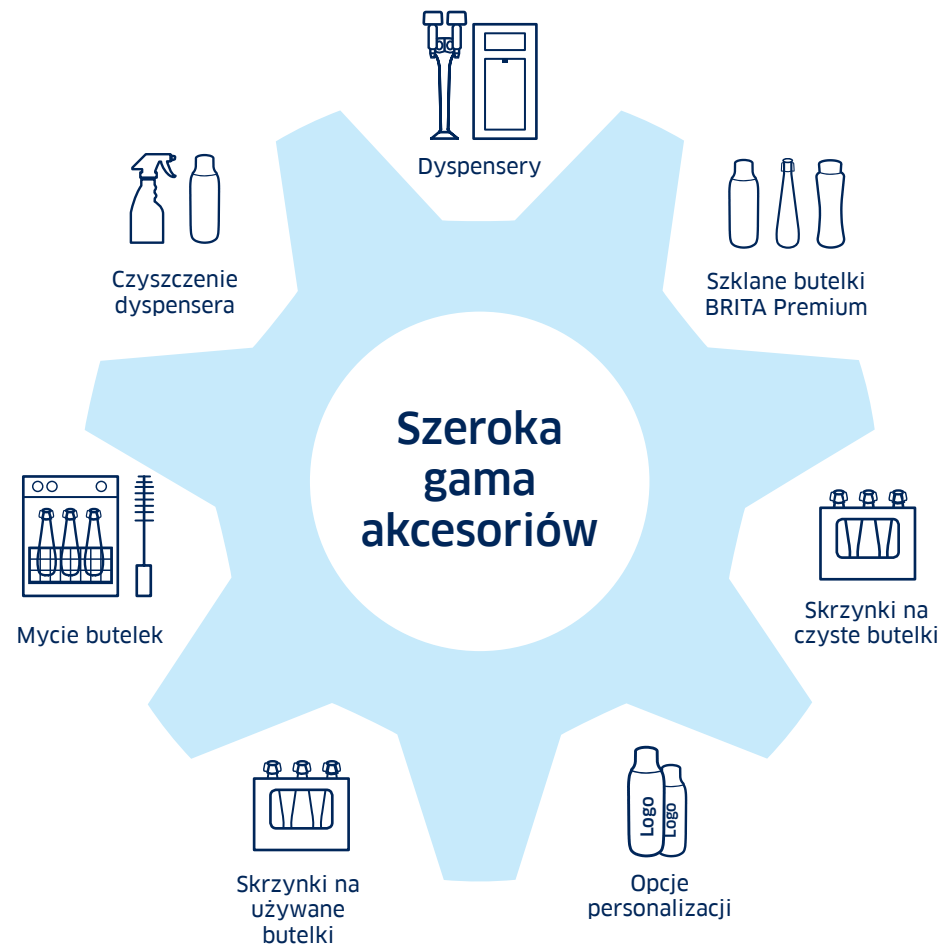 Dyspensery
Szklane butelki
BRITA Premium
Skrzynki na
czyste butelki
Logo
Logo
Opcje
personalizacji
Skrzynki na
używane
butelki
Mycie butelek
Czyszczenie
dyspensera
Szeroka
gama
akcesoriów